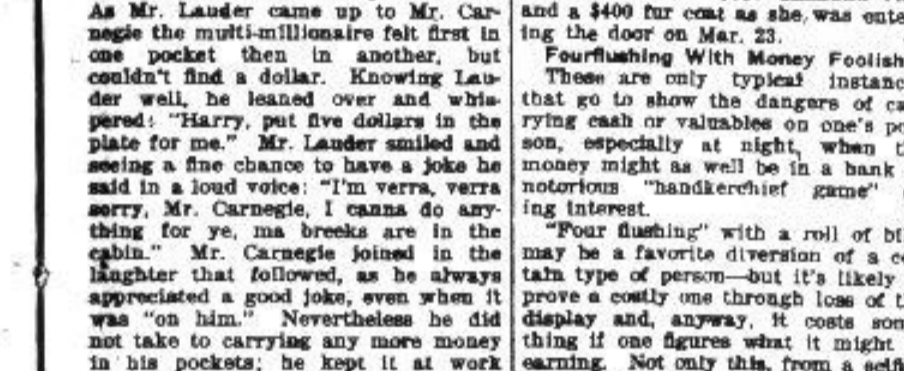 As Mr. Lauder came up to Mr. Car-
negie the multi-millionaire felt first in
one pocket then in another, but
couldn't find a dollar. Knowing Lau-
der well, he leaned over and whis-
pered: "Harry, put five dollars in the
plate for me." Mr. Lauder smiled and
seeing a fine chance to have a joke he
said in a loud voice: "I'm verra, verra
sorry, Mr. Carnegie, I canna do any-
thing for ye, ma breeks are in the
cabin." Mr. Carnegie joined in the
laughter that followed, as he always
appreciated a good joke, even when it
was "on him." Nevertheless he did
not take to carrying any more money
in his pockets; he kept it at work
and a $400 fur coat as she was ente
ing the door on Mar. 23.
Fourflushing With Money Foolish
These are only typical instanc
that go to show the dangers of ca
rying cash or valuables on one's pe
son, especially at night, when t
money might as well be in a bank
notorious "handkerchief game"
ing interest.
"Four flushing" with a roll of bi
may be a favorite diversion of a ce
tain type of person—but it's likely
prove a costly one through loss of t
display and, anyway, it costs som
thing if one figures what it might
earning. Not only this, from a selfi